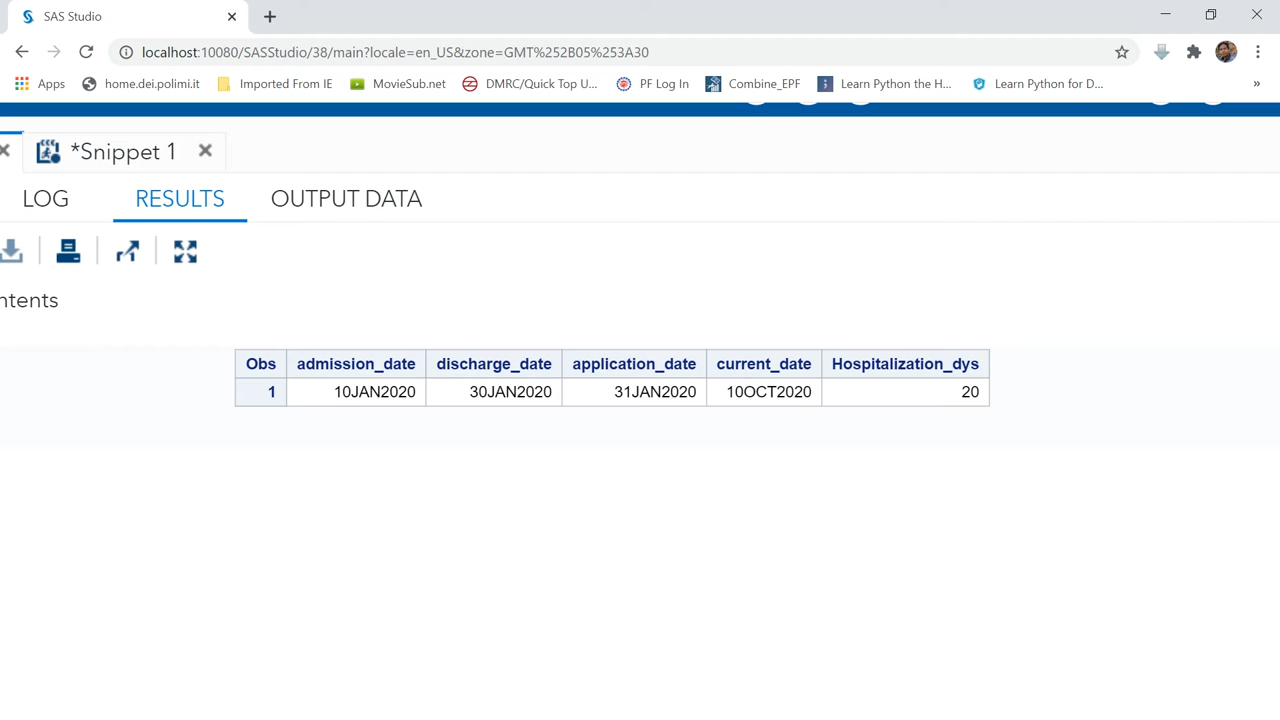 SAS Studio
localhost:10080/SASStudio/38/main?locale=en_US&zone=GMT%252B05%253A30
Apps home.dei.polimi.it Imported From IE MovieSub.net DMRC/Quick Top U... PF Log In Combine_EPF Learn Python the H... Learn Python for D... »
*Snippet 1
LOG RESULTS OUTPUT DATA
ntents
Obs admission_date discharge_date application_date current_date Hospitalization_dys
1 10JAN2020 30JAN2020 31JAN2020 10OCT2020 20